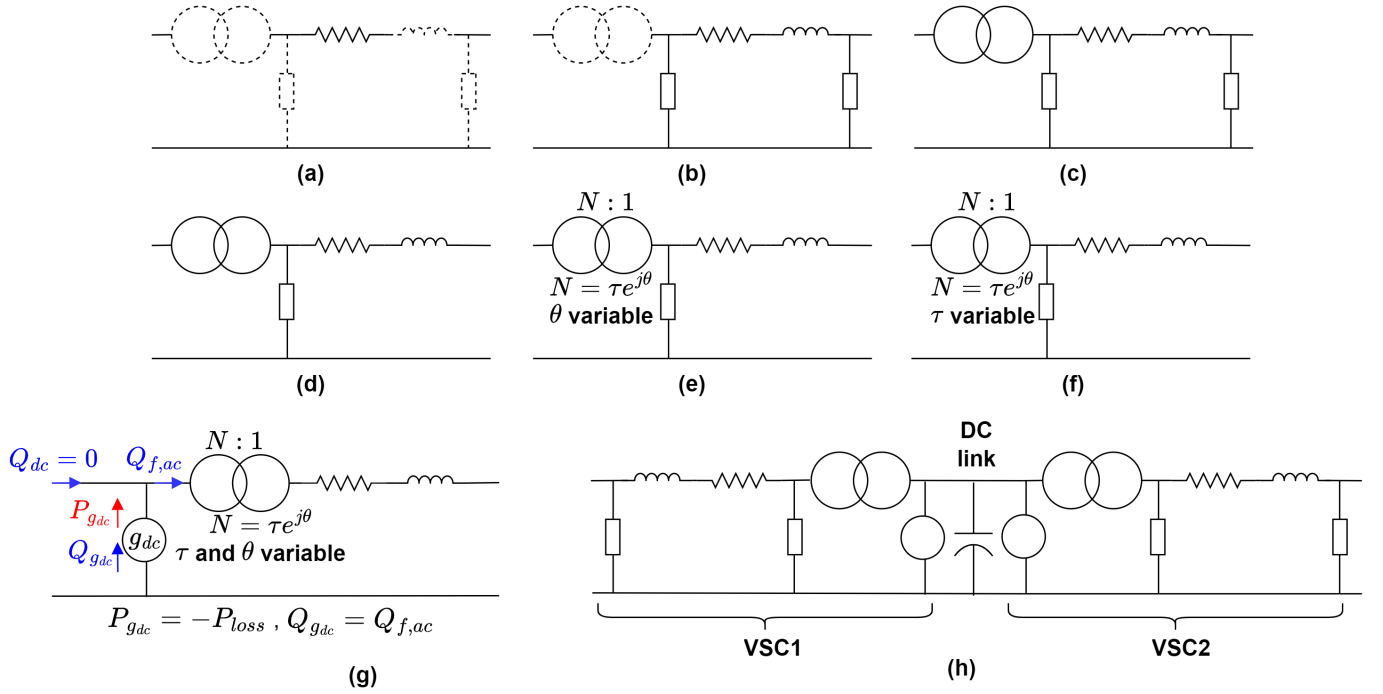 (a)
(b)
(c)
N : 1
N : 1
N = τe^{jθ}
θ variable
N = τe^{jθ}
τ variable
(d)
(e)
(f)
N : 1
Q_{dc} = 0
Q_{f,ac}
P_{g_{dc}}
g_{dc}
Q_{g_{dc}}
N = τe^{jθ}
τ and θ variable
P_{g_{dc}} = −P_{loss} , Q_{g_{dc}} = Q_{f,ac}
(g)
DC
link
VSC1
VSC2
(h)